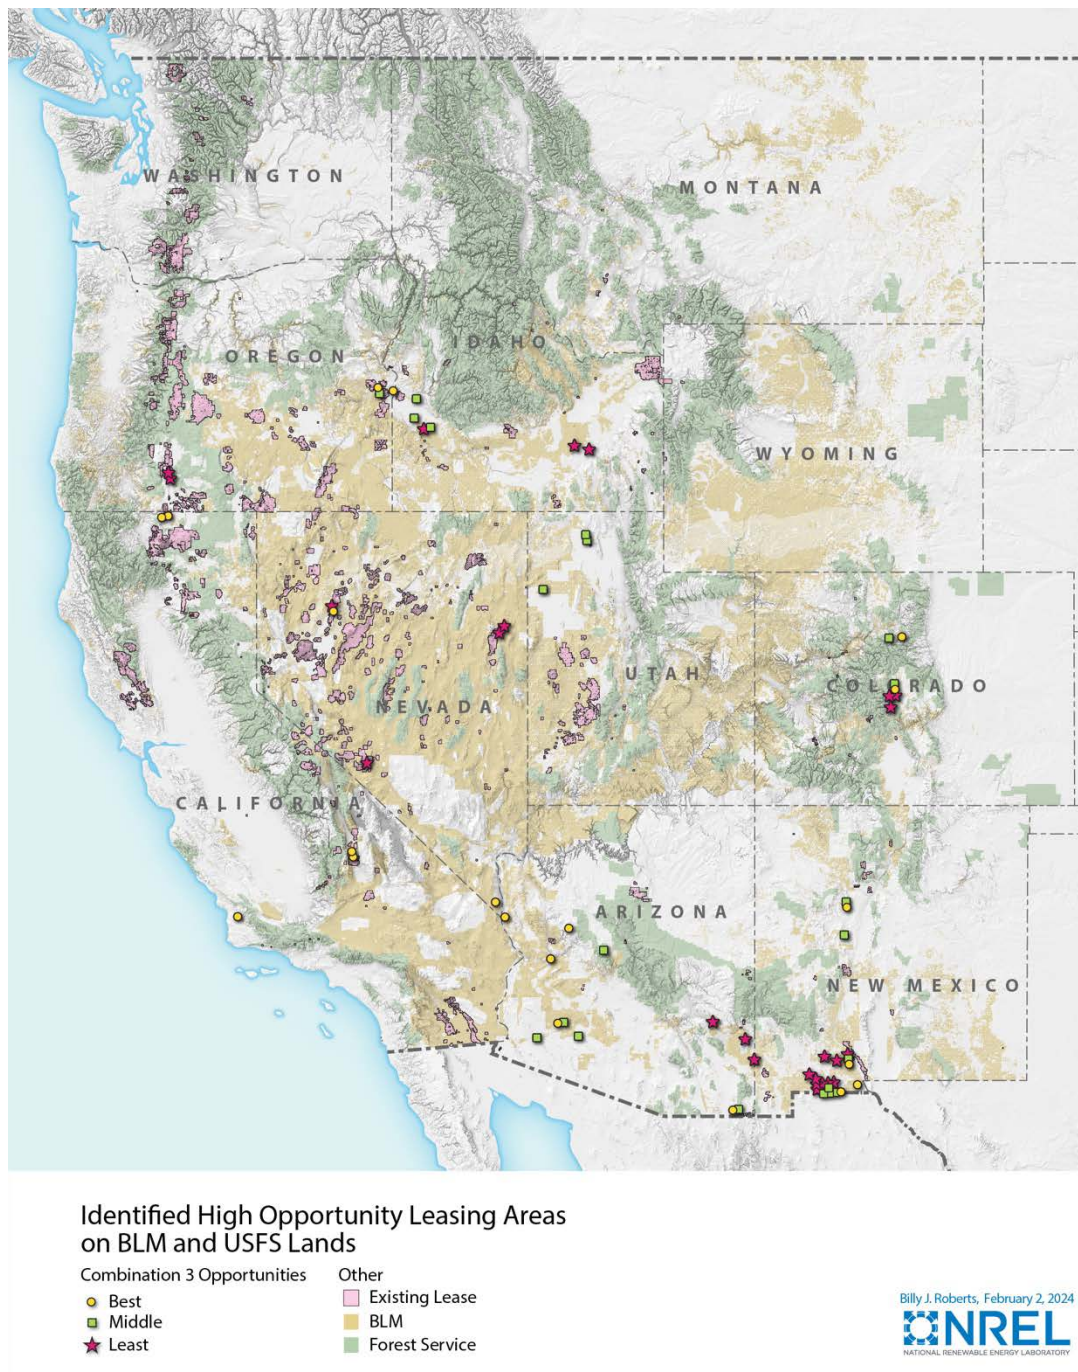 WASHINGTON
MONTANA
OREGON
IDAHO
WYOMING
UTAH
COLORADO
NEVADA
CALIFORNIA
ARIZONA
NEW MEXICO
Identified High Opportunity Leasing Areas
on BLM and USFS Lands
Combination 3 Opportunities
Best
Middle
Least
Other
Existing Lease
BLM
Forest Service
Billy J. Roberts, February 2, 2024
NREL
NATIONAL RENEWABLE ENERGY LABORATORY